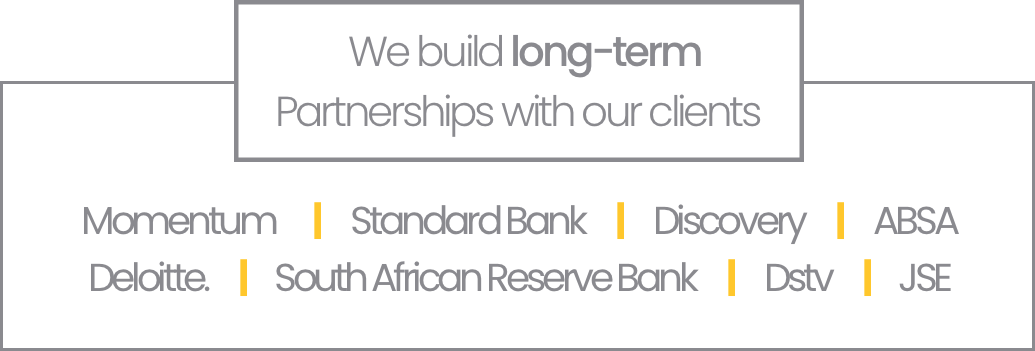 We build long-term
Partnerships with our clients
Momentum | Standard Bank | Discovery | ABSA
Deloitte. | South African Reserve Bank | Dstv | JSE